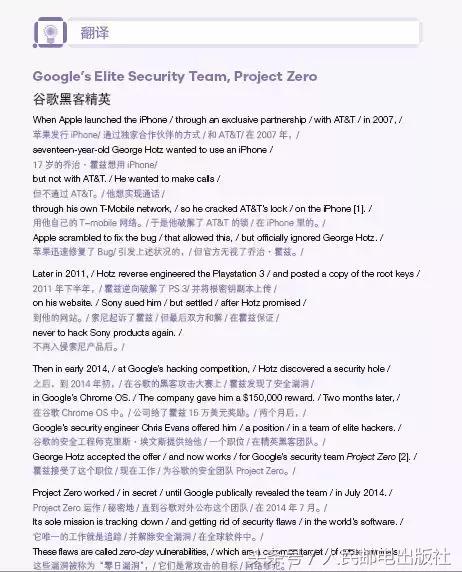 翻译
Google's Elite Security Team, Project Zero
谷歌黑客精英
When Apple launched the iPhone / through an exclusive partnership / with AT&T / in 2007, /
苹果发行 iPhone/ 通过独家合作伙伴的方式 / 和 AT&T/ 在 2007 年，/
seventeen-year-old George Hotz wanted to use an iPhone /
17 岁的乔治·霍兹想用 iPhone/
but not with AT&T. / He wanted to make calls /
但不通过 AT&T。/ 他想实现通话 /
through his own T-Mobile network, / so he cracked AT&T's lock / on the iPhone [1]. /
用他自己的 T-mobile 网络。/ 于是他破解了 AT&T 的锁 / 在 iPhone 里的。/
Apple scrambled to fix the bug / that allowed this, / but officially ignored George Hotz. /
苹果迅速修复了 Bug/ 引发上述状况的，/ 但官方无视了乔治·霍兹。/
Later in 2011, / Hotz reverse engineered the Playstation 3 / and posted a copy of the root keys /
2011 年下半年，/ 霍兹逆向破解了 PS 3/ 并将根密钥副本上传 /
on his website. / Sony sued him / but settled / after Hotz promised /
到他的网站。/ 索尼起诉了霍兹 / 但最后双方和解 / 在霍兹保证 /
never to hack Sony products again. /
不再入侵索尼产品后。/
Then in early 2014, / at Google's hacking competition, / Hotz discovered a security hole /
之后，到 2014 年初，/ 在谷歌的黑客攻击大赛上 / 霍兹发现了安全漏洞 /
in Google's Chrome OS. / The company gave him a $150,000 reward. / Two months later, /
在谷歌 Chrome OS 中。/ 公司给了霍兹 15 万美元奖励。/ 两个月后，/
Google's security engineer Chris Evans offered him / a position / in a team of elite hackers. /
谷歌的安全工程师克里斯·埃文斯提供给他 / 一个职位 / 在精英黑客团队。/
George Hotz accepted the offer / and now works / for Google's security team Project Zero [2]. /
霍兹接受了这个职位 / 现在工作 / 为谷歌的安全团队 Project Zero。/
Project Zero worked / in secret / until Google publically revealed the team / in July 2014. /
Project Zero 运作 / 秘密地 / 直到谷歌对外公布这个团队 / 在 2014 年 7 月。/
Its sole mission is tracking down / and getting rid of security flaws / in the world's software. /
它唯一的工作就是追踪 / 并解除安全漏洞 / 在全球软件中。/
These flaws are called zero-day vulnerabilities, / which are a common target / of cyber criminals.
这些漏洞被称为“零日漏洞”，/ 它们是常攻击的目标 / 网络
头条号 / 人民邮电出版社